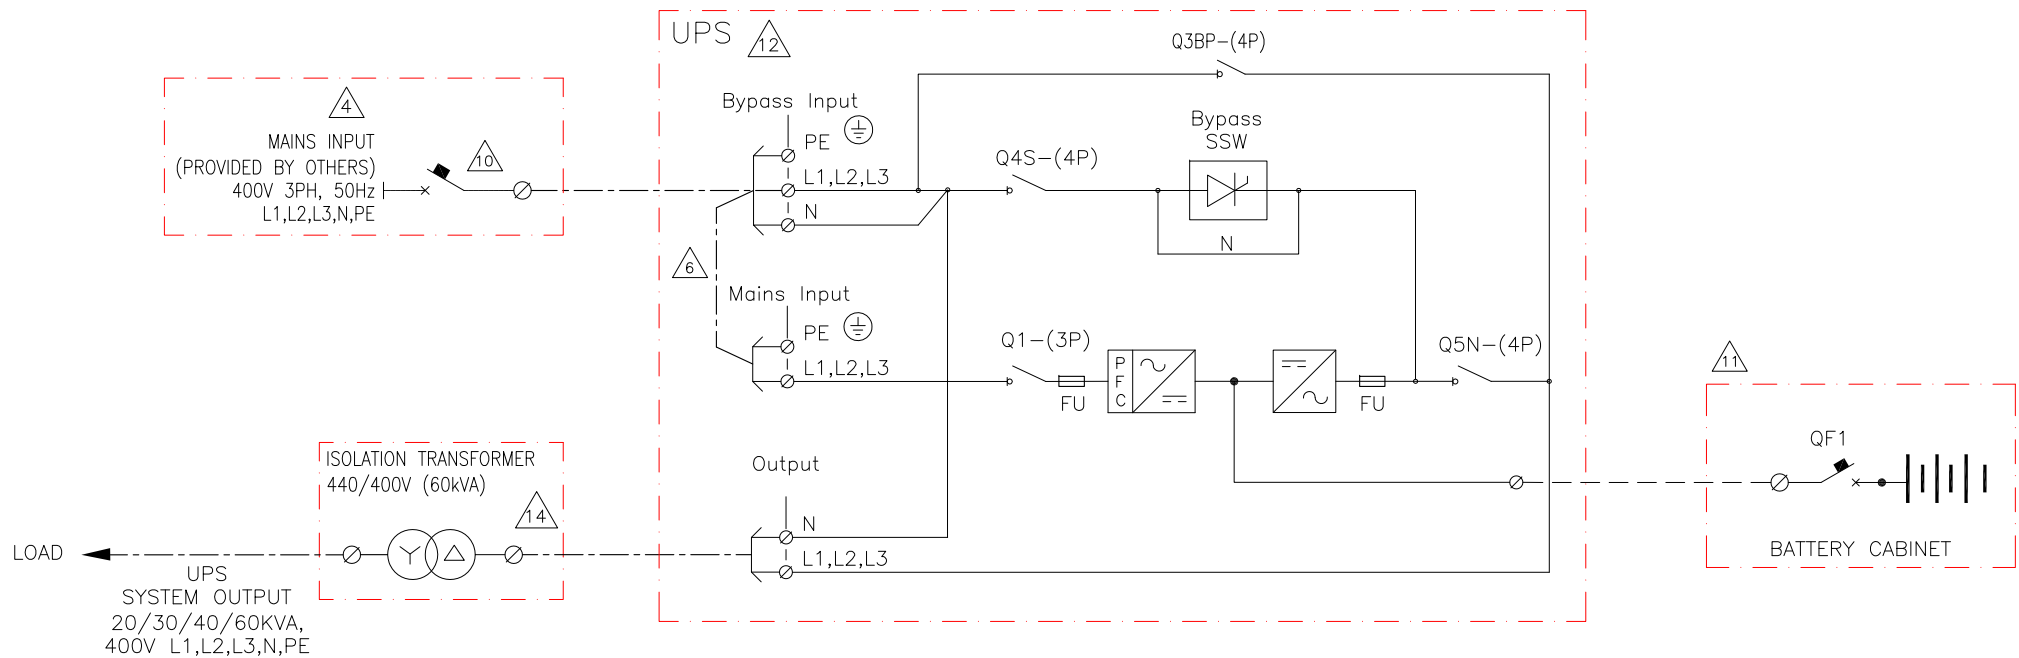 UPS
12
Q3BP-(4P)
4
MAINS INPUT
(PROVIDED BY OTHERS)
400V 3PH, 50Hz
L1,L2,L3,N,PE
10
Bypass Input
PE
L1,L2,L3
N
Q4S-(4P)
Bypass
SSW
N
6
Mains Input
PE
L1,L2,L3
Q1-(3P)
FU
P
F
C
FU
Q5N-(4P)
11
QF1
BATTERY CABINET
ISOLATION TRANSFORMER
440/400V (60kVA)
14
Output
N
L1,L2,L3
LOAD
UPS
SYSTEM OUTPUT
20/30/40/60KVA,
400V L1,L2,L3,N,PE